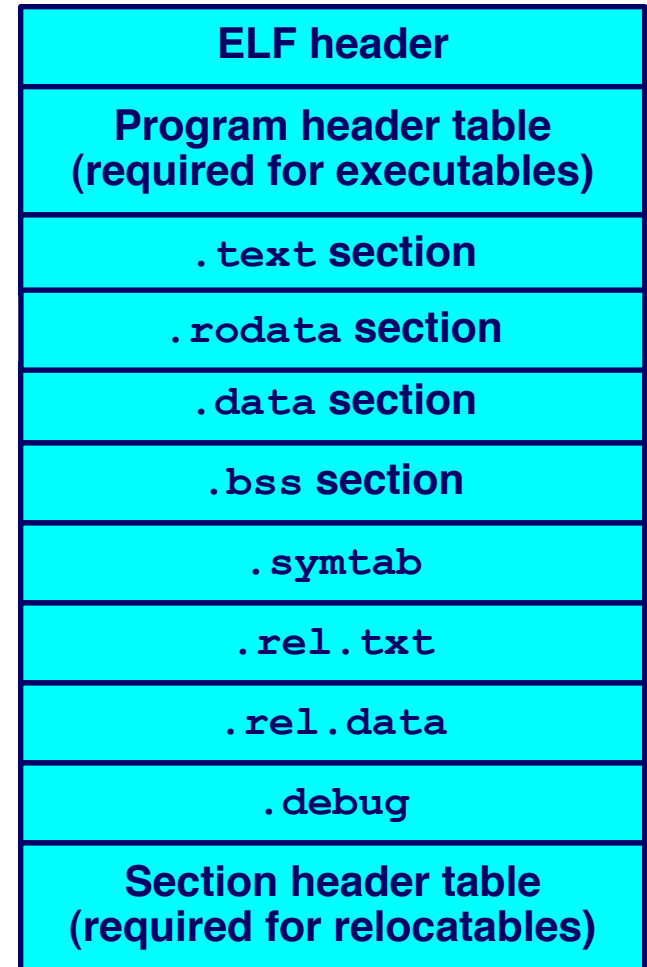 ELF header
Program header table
(required for executables)
.text section
.rodata section
.data section
.bss section
.symtab
.rel.txt
.rel.data
.debug
Section header table
(required for relocatables)